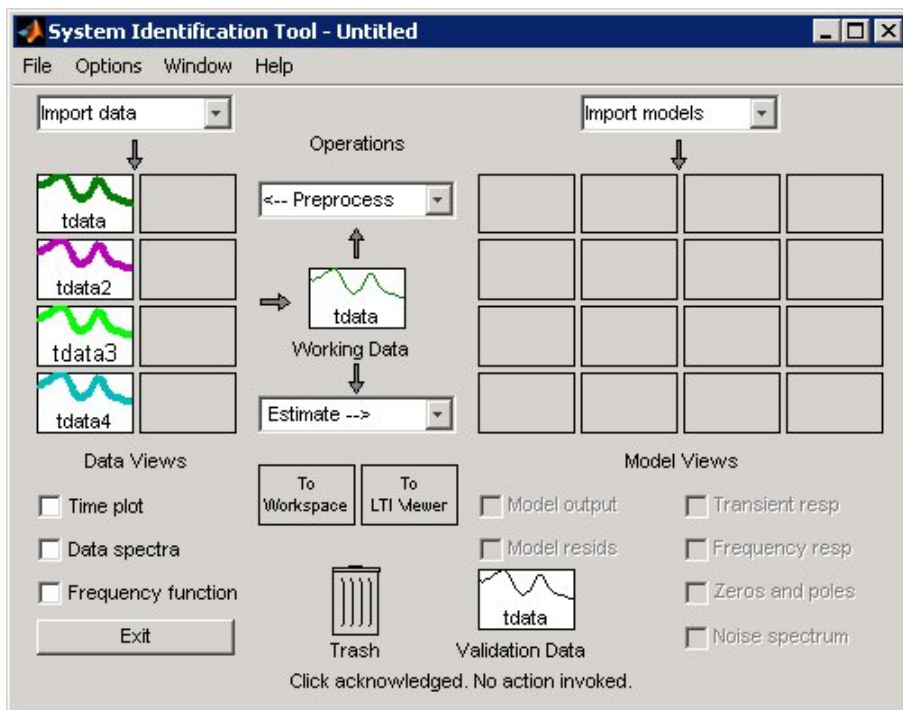 System Identification Tool - Untitled
File Options Window Help
Import data
Import models
Operations
<-- Preprocess
tdata
tdata2
tdata3
tdata4
tdata
Working Data
Estimate -->
Data Views
Model Views
To Workspace
To LTI Viewer
Time plot
Data spectra
Frequency function
Exit
Model output
Model resids
Transient resp
Frequency resp
Zeros and poles
Noise spectrum
Trash
tdata
Validation Data
Click acknowledged. No action invoked.